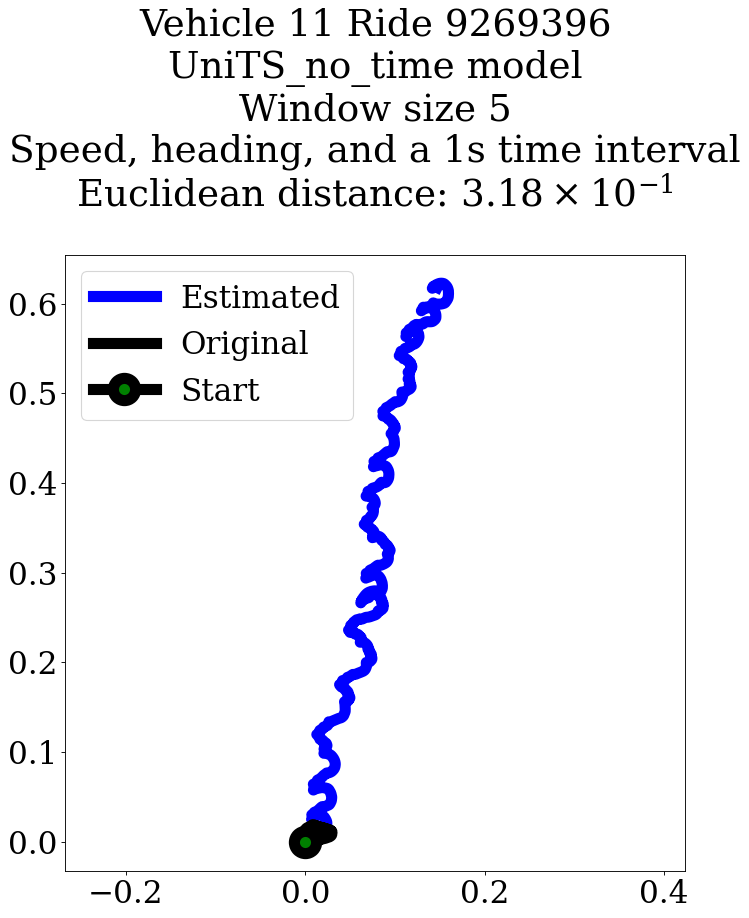 Vehicle 11 Ride 9269396
UniTS_no_time model
Window size 5
Speed, heading, and a 1s time interval
Euclidean distance: 3.18 × 10⁻¹
Estimated
Original
Start
0.6
0.5
0.4
0.3
0.2
0.1
0.0
−0.2
0.0
0.2
0.4